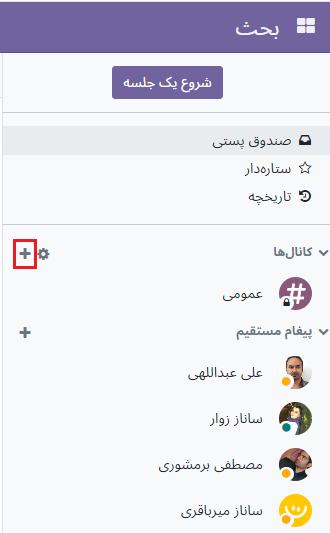 بحث
شروع یک جلسه
صندوق پستی
ستاره‌دار
تاریخچه
کانال‌ها
عمومی
پیغام مستقیم
علی عبداللهی
ساناز زوار
مصطفی برمشوری
ساناز میرباقری